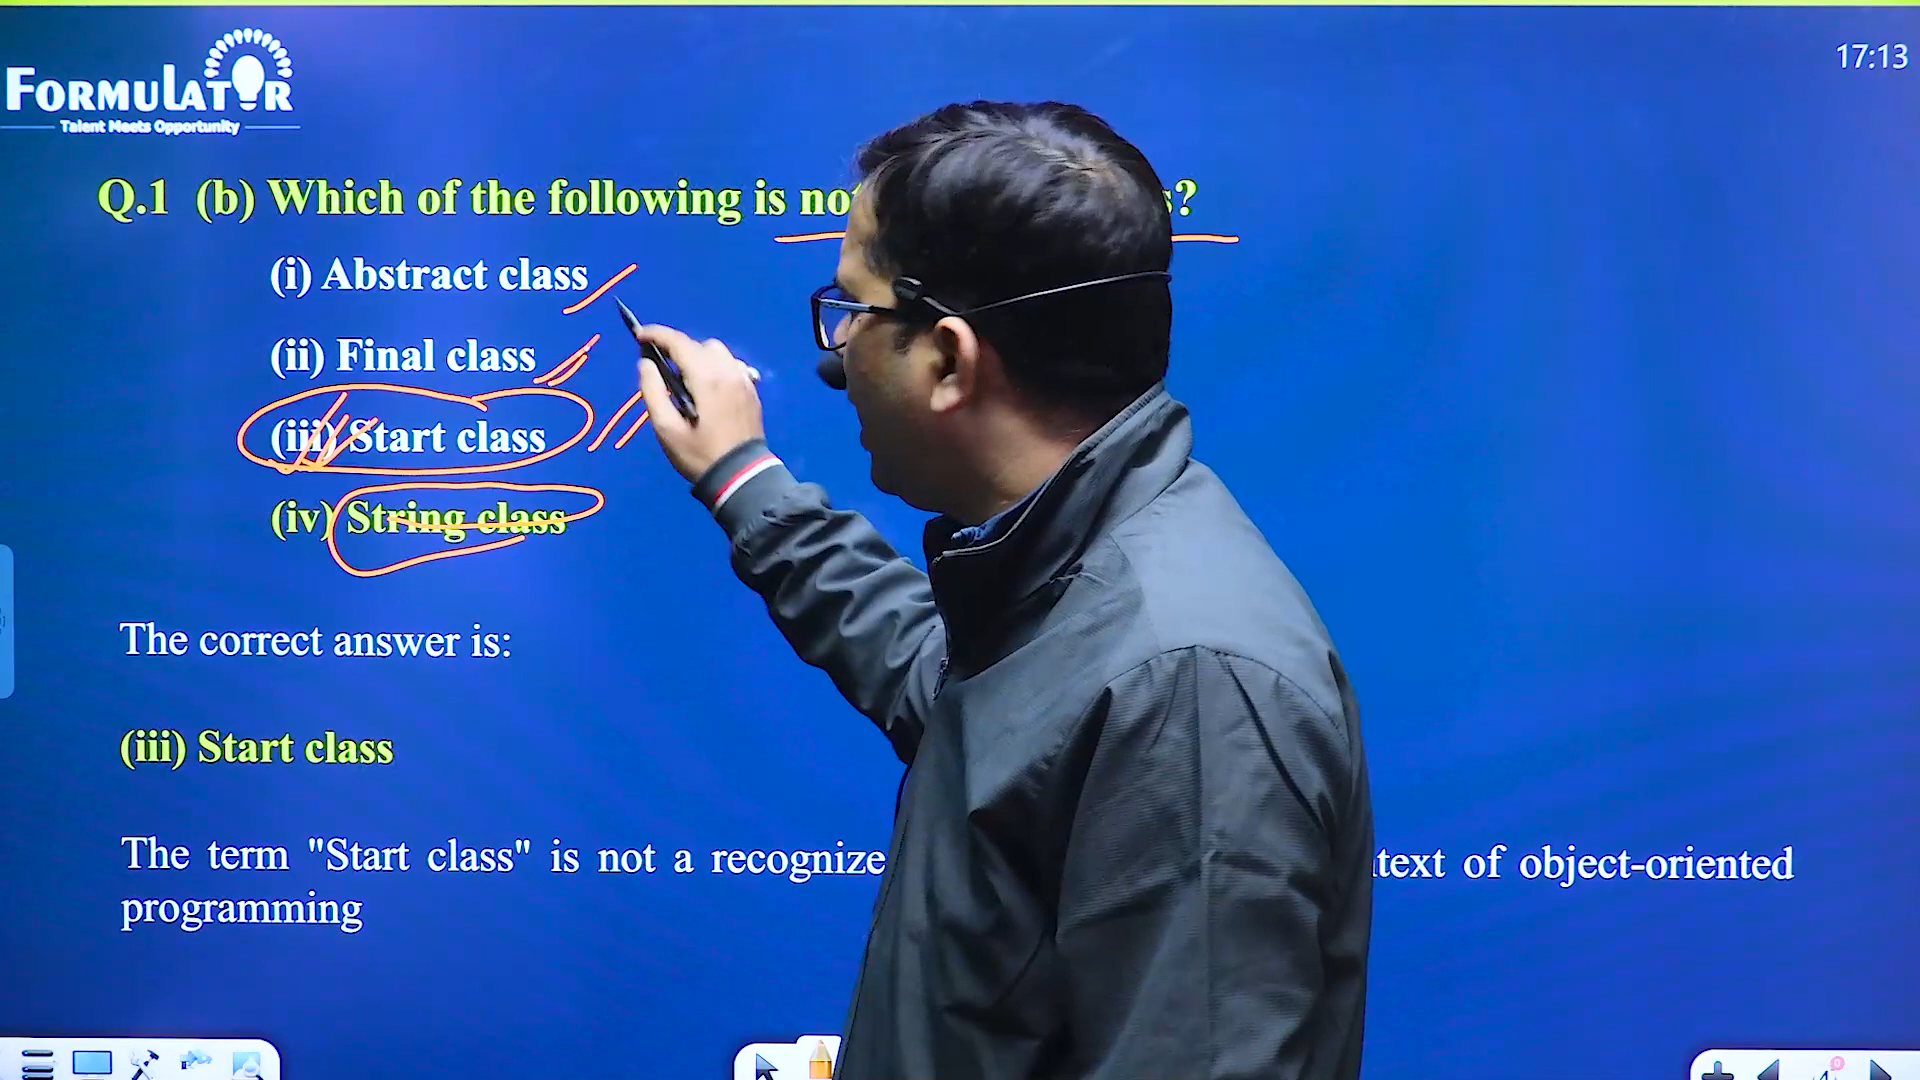 17:13
FORMULATOR
Talent Meets Opportunity
Q.1 (b) Which of the following is no s?
(i) Abstract class
(ii) Final class
(iii) Start class
(iv) String class
The correct answer is:
(iii) Start class
The term "Start class" is not a recognize text of object-oriented
programming